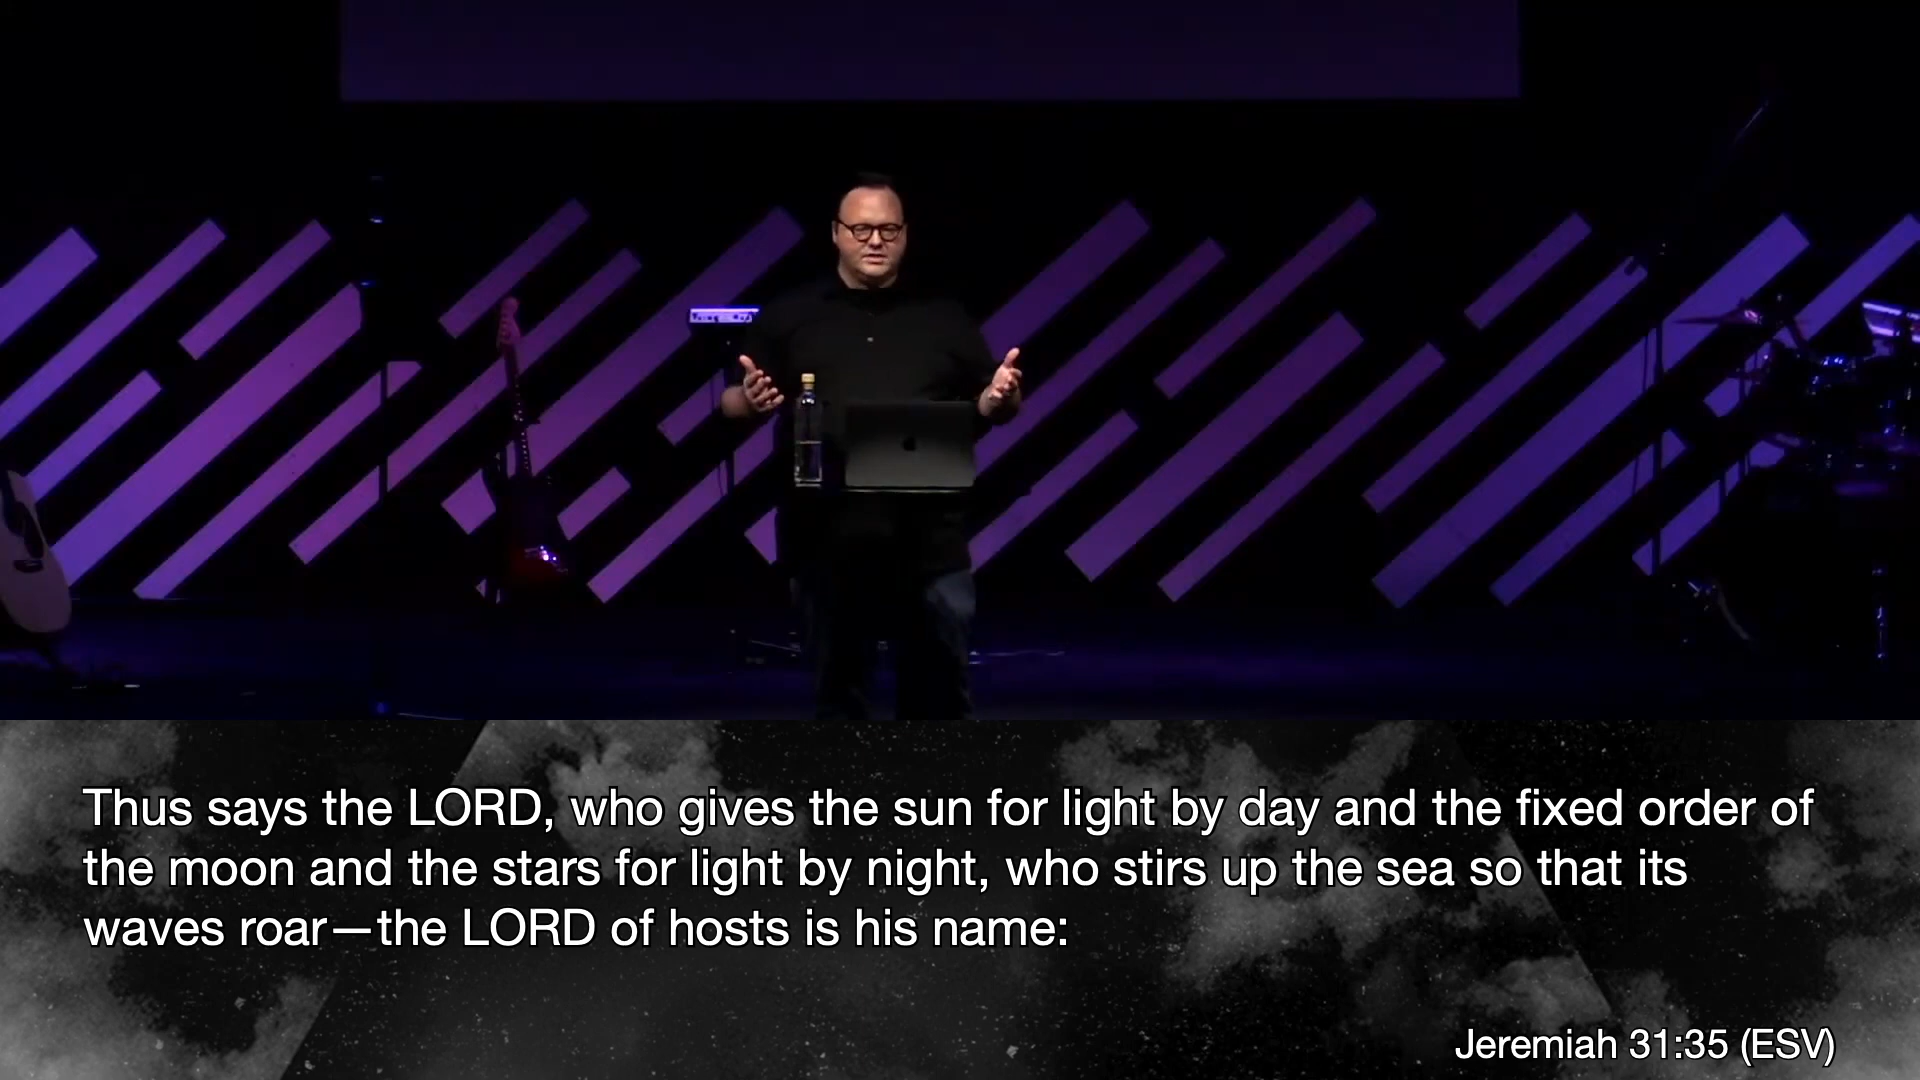 Thus says the LORD, who gives the sun for light by day and the fixed order of
the moon and the stars for light by night, who stirs up the sea so that its
waves roar—the LORD of hosts is his name:
Jeremiah 31:35 (ESV)